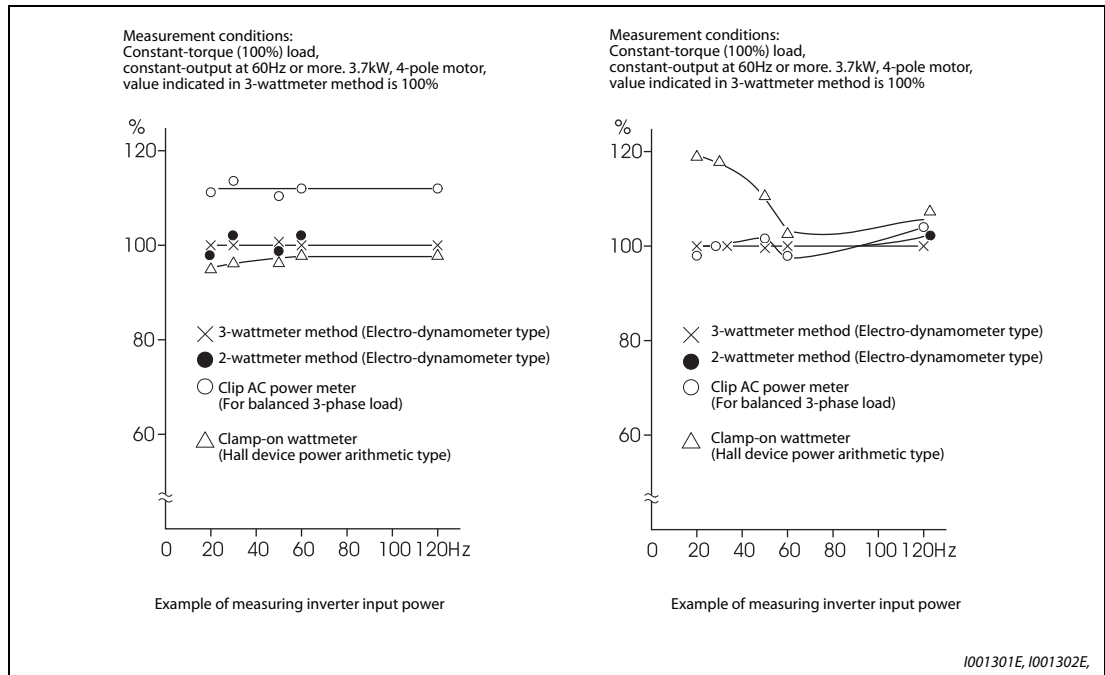 Measurement conditions:
Constant-torque (100%) load,
constant-output at 60Hz or more. 3.7kW, 4-pole motor,
value indicated in 3-wattmeter method is 100%
%
120
100
80
60
3-wattmeter method (Electro-dynamometer type)
2-wattmeter method (Electro-dynamometer type)
Clip AC power meter
(For balanced 3-phase load)
Clamp-on wattmeter
(Hall device power arithmetic type)
0 20 40 60 80 100 120Hz
Example of measuring inverter input power
Measurement conditions:
Constant-torque (100%) load,
constant-output at 60Hz or more. 3.7kW, 4-pole motor,
value indicated in 3-wattmeter method is 100%
%
120
100
80
60
3-wattmeter method (Electro-dynamometer type)
2-wattmeter method (Electro-dynamometer type)
Clip AC power meter
(For balanced 3-phase load)
Clamp-on wattmeter
(Hall device power arithmetic type)
0 20 40 60 80 100 120Hz
Example of measuring inverter input power
I001301E, I001302E,